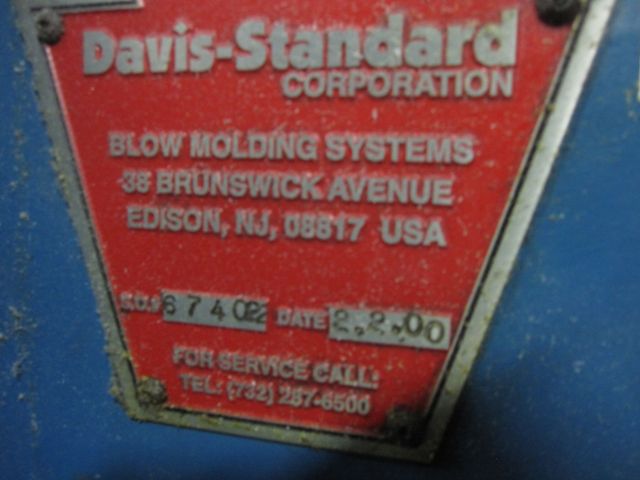 Davis-Standard
CORPORATION
BLOW MOLDING SYSTEMS
36 BRUNSWICK AVENUE
EDISON, NJ, 08817 USA
DATE 2.2.00
FOR SERVICE CALL:
TEL: (732) 287-6500